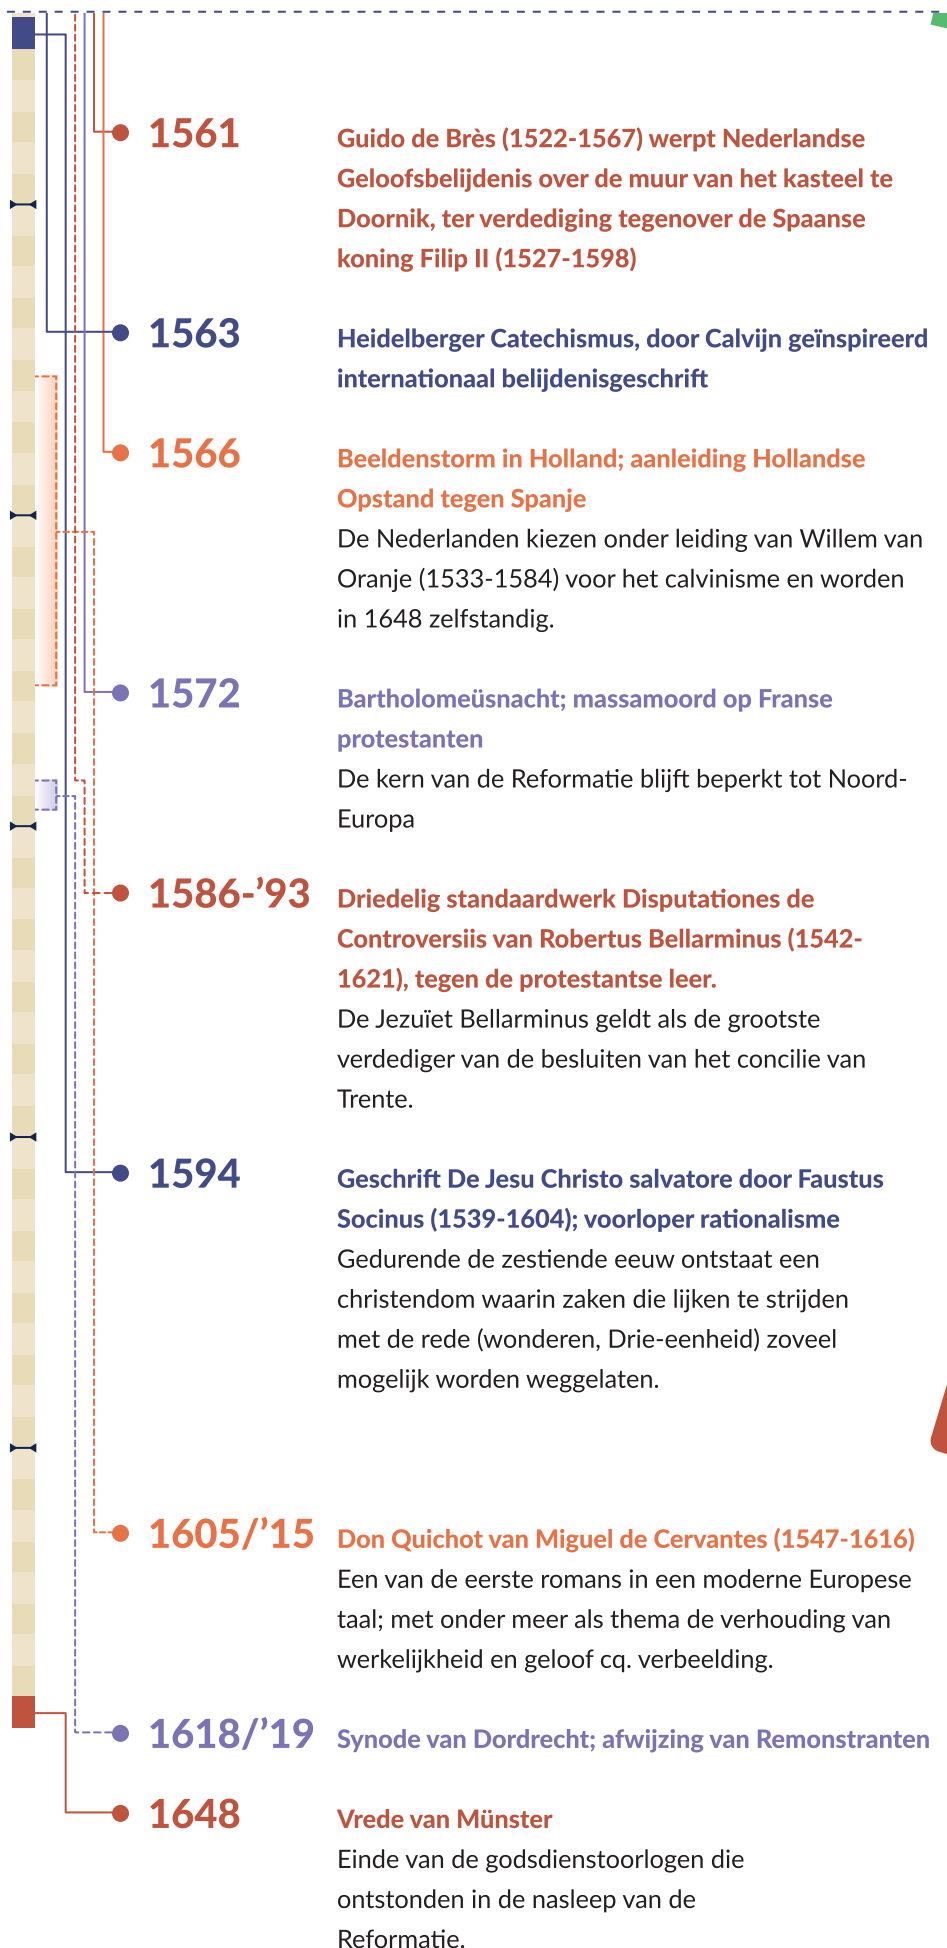 1561
Guido de Brès (1522-1567) werpt Nederlandse
Geloofsbelijdenis over de muur van het kasteel te
Doornik, ter verdediging tegenover de Spaanse
koning Filip II (1527-1598)
1563
Heidelberger Catechismus, door Calvijn geïnspireerd
internationaal belijdenisgeschrift
1566
Beeldenstorm in Holland; aanleiding Hollandse
Opstand tegen Spanje
De Nederlanden kiezen onder leiding van Willem van
Oranje (1533-1584) voor het calvinisme en worden
in 1648 zelfstandig.
1572
Bartholomeüsnacht; massamoord op Franse
protestanten
De kern van de Reformatie blijft beperkt tot Noord-
Europa
1586-’93
Driedelig standaardwerk Disputationes de
Controversiis van Robertus Bellarminus (1542-
1621), tegen de protestantse leer.
De Jezuïet Bellarminus geldt als de grootste
verdediger van de besluiten van het concilie van
Trente.
1594
Geschrift De Jesu Christo salvatore door Faustus
Socinus (1539-1604); voorloper rationalisme
Gedurende de zestiende eeuw ontstaat een
christendom waarin zaken die lijken te strijden
met de rede (wonderen, Drie-eenheid) zoveel
mogelijk worden weggelaten.
1605/’15
Don Quichot van Miguel de Cervantes (1547-1616)
Een van de eerste romans in een moderne Europese
taal; met onder meer als thema de verhouding van
werkelijkheid en geloof cq. verbeelding.
1618/’19
Synode van Dordrecht; afwijzing van Remonstranten
1648
Vrede van Münster
Einde van de godsdienstoorlogen die
ontstonden in de nasleep van de
Reformatie.